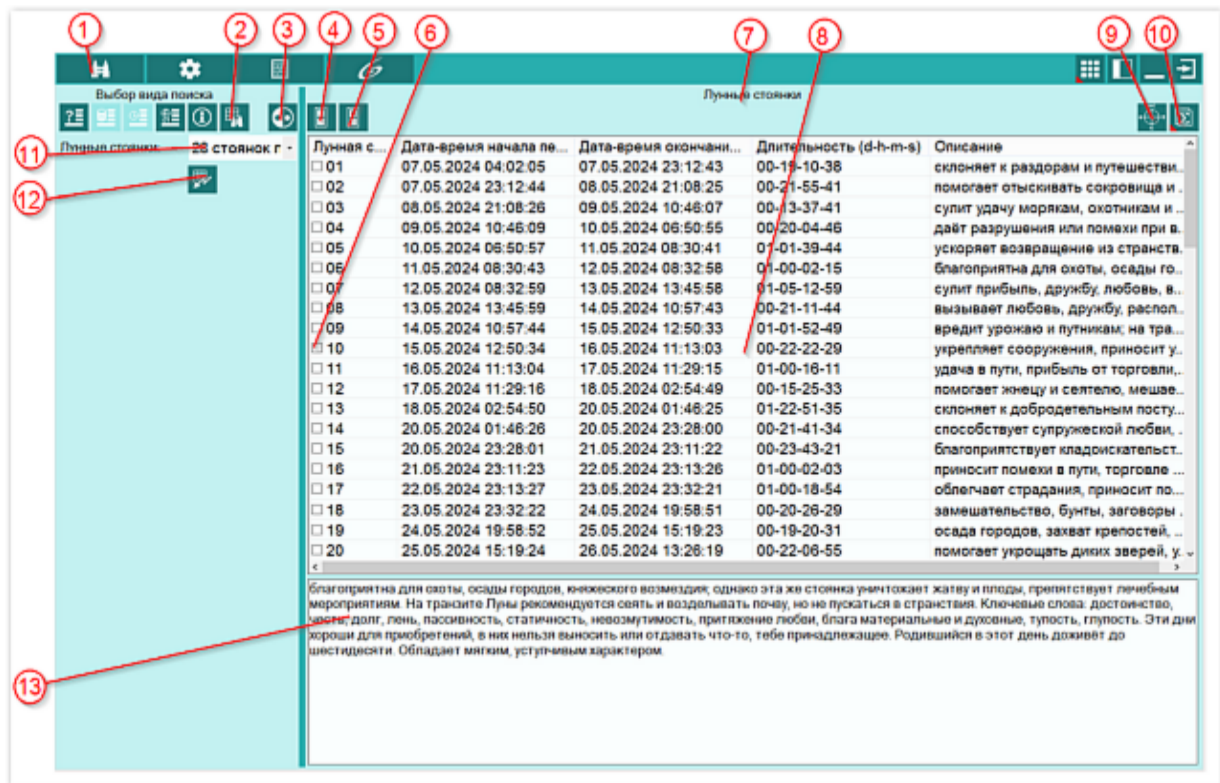 1 2 3 4 5 6 7 8 9 10
Выбор вида поиска
Лунные стоянки
11 Лунные стоянки: 28 стоянок г
12
Лунная с... Дата-время начала пе... Дата-время окончани... Длительность (d-h-m-s) Описание
01 07.05.2024 04:02:05 07.05.2024 23:12:43 00-19-10-38 склоняет к раздорам и путешестви...
02 07.05.2024 23:12:44 08.05.2024 21:08:25 00-21-55-41 помогает отыскивать сокровища и .
03 08.05.2024 21:08:26 09.05.2024 10:46:07 00-13-37-41 сулит удачу морякам, охотникам и ...
04 09.05.2024 10:46:09 10.05.2024 06:50:55 00-20-04-46 даёт разрушения или помехи при в.
05 10.05.2024 06:50:57 11.05.2024 08:30:41 01-01-39-44 ускоряет возвращение из странств.
06 11.05.2024 08:30:43 12.05.2024 08:32:58 01-00-02-15 благоприятна для охоты, осады го...
07 12.05.2024 08:32:59 13.05.2024 13:45:58 01-05-12-59 сулит прибыль, дружбу, любовь, в...
08 13.05.2024 13:45:59 14.05.2024 10:57:43 00-21-11-44 вызывает любовь, дружбу, распол...
09 14.05.2024 10:57:44 15.05.2024 12:50:33 01-01-52-49 вредит урожаю и путникам; на тра...
10 15.05.2024 12:50:34 16.05.2024 11:13:03 00-22-22-29 укрепляет сооружения, приносит у...
11 16.05.2024 11:13:04 17.05.2024 11:29:15 01-00-16-11 удача в пути, прибыль от торговли,...
12 17.05.2024 11:29:16 18.05.2024 02:54:49 00-15-25-33 помогает жнецу и сеятелю, мешае...
13 18.05.2024 02:54:50 20.05.2024 01:46:25 01-22-51-35 склоняет к добродетельным посту...
14 20.05.2024 01:46:26 20.05.2024 23:28:00 00-21-41-34 способствует супружеской любви, .
15 20.05.2024 23:28:01 21.05.2024 23:11:22 00-23-43-21 благоприятствует кладоискательст...
16 21.05.2024 23:11:23 22.05.2024 23:13:26 01-00-02-03 приносит помехи в пути, торговле ...
17 22.05.2024 23:13:27 23.05.2024 23:32:21 01-00-18-54 облегчает страдания, приносит по...
18 23.05.2024 23:32:22 24.05.2024 19:58:51 00-20-26-29 замешательство, бунты, заговоры .
19 24.05.2024 19:58:52 25.05.2024 15:19:23 00-19-20-31 осада городов, захват крепостей, ...
20 25.05.2024 15:19:24 26.05.2024 13:26:19 00-22-06-55 помогает укрощать диких зверей, у.
благоприятна для охоты, осады городов, княжеского возмездия; однако эта же стоянка уничтожает жатву и плоды, препятствует лечебным
мероприятиям. На транзите Луны рекомендуется сеять и возделывать почву, но не пускаться в странствия. Ключевые слова: достоинство,
честь, долг, лень, пассивность, статичность, невозмутимость, притяжение любви, блага материальные и духовные, тупость, глупость. Эти дни
хороши для приобретений, в них нельзя выносить или отдавать что-то, тебе принадлежащее. Родившийся в этот день доживёт до
шестидесяти. Обладает мягким, уступчивым характером.
13